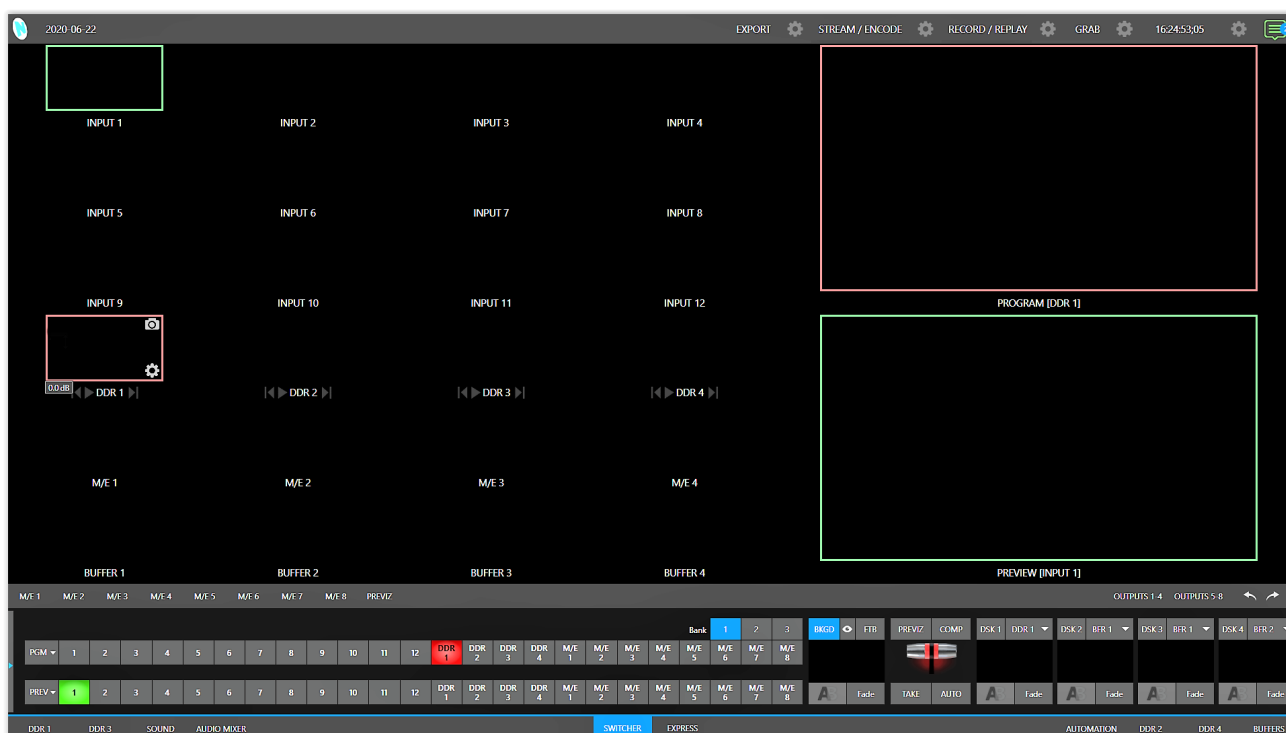 2020-06-22 EXPORT STREAM / ENCODE RECORD / REPLAY GRAB 16:24:53;05
INPUT 1 INPUT 2 INPUT 3 INPUT 4
INPUT 5 INPUT 6 INPUT 7 INPUT 8
INPUT 9 INPUT 10 INPUT 11 INPUT 12 PROGRAM [DDR 1]
0.0 dB DDR 1 DDR 2 DDR 3 DDR 4
M/E 1 M/E 2 M/E 3 M/E 4
BUFFER 1 BUFFER 2 BUFFER 3 BUFFER 4 PREVIEW [INPUT 1]
M/E 1 M/E 2 M/E 3 M/E 4 M/E 5 M/E 6 M/E 7 M/E 8 PREVIZ OUTPUTS 1-4 OUTPUTS 5-8
Bank 1 2 3 BKGD FTB PREVIZ COMP DSK 1 DDR 1 DSK 2 BFR 1 DSK 3 BFR 1 DSK 4 BFR 2
PGM 1 2 3 4 5 6 7 8 9 10 11 12 DDR 1 DDR 2 DDR 3 DDR 4 M/E 1 M/E 2 M/E 3 M/E 4 M/E 5 M/E 6 M/E 7 M/E 8
PREV 1 2 3 4 5 6 7 8 9 10 11 12 DDR 1 DDR 2 DDR 3 DDR 4 M/E 1 M/E 2 M/E 3 M/E 4 M/E 5 M/E 6 M/E 7 M/E 8 A Fade TAKE AUTO A Fade A Fade A Fade A Fade
DDR 1 DDR 3 SOUND AUDIO MIXER SWITCHER EXPRESS AUTOMATION DDR 2 DDR 4 BUFFERS